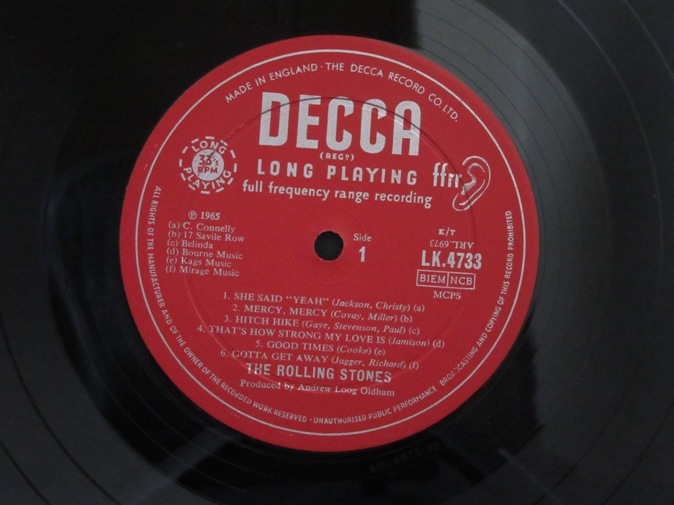 MADE IN ENGLAND · THE DECCA RECORD CO. LTD.
DECCA
(REGD)
LONG PLAYING
ffrr
full frequency range recording
LONG
33⅓
RPM
PLAYING
℗ 1965
(a) C. Connelly
(b) 17 Savile Row
(c) Belinda
(d) Bourne Music
(e) Kags Music
(f) Mirage Music
Side
1
K/T
ARL.6973
LK.4733
BIEM NCB
MCPS
1. SHE SAID “YEAH” (Jackson, Christy) (a)
2. MERCY, MERCY (Covay, Miller) (b)
3. HITCH HIKE (Gaye, Stevenson, Paul) (c)
4. THAT'S HOW STRONG MY LOVE IS (Jamison) (d)
5. GOOD TIMES (Cooke) (e)
6. GOTTA GET AWAY (Jagger, Richard) (f)
THE ROLLING STONES
Produced by Andrew Loog Oldham
ALL RIGHTS OF THE MANUFACTURER AND OF THE OWNER OF THE RECORDED WORK RESERVED · UNAUTHORISED PUBLIC PERFORMANCE BROADCASTING AND COPYING OF THIS RECORD PROHIBITED